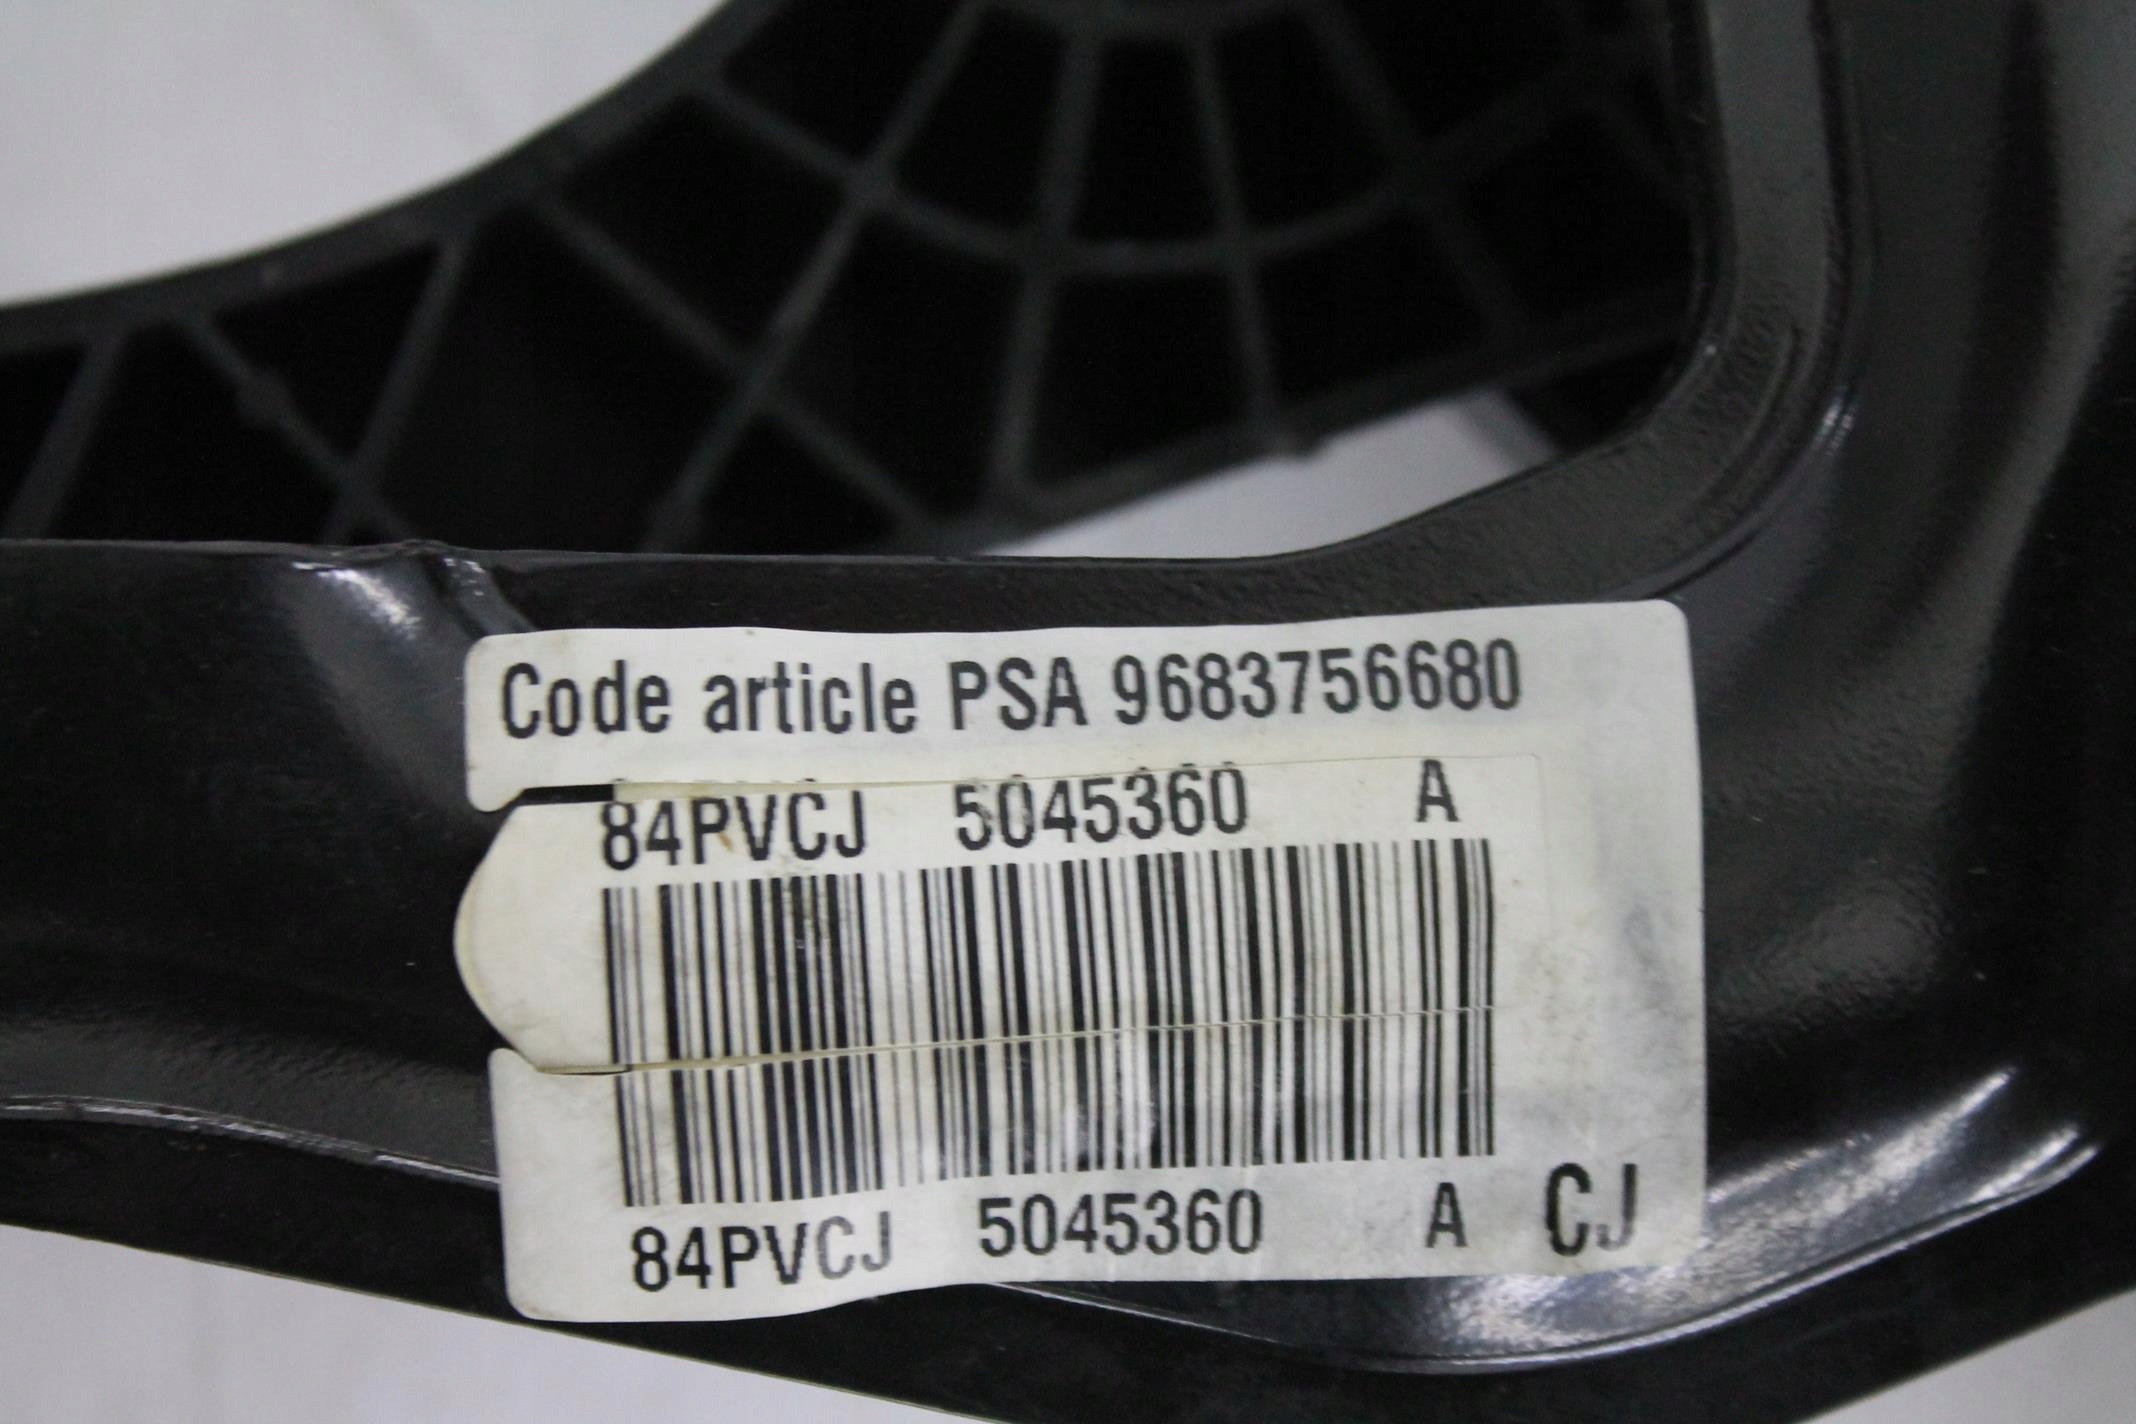 Code article PSA 9683756680
84PVCJ 5045360 A
84PVCJ 5045360 A CJ